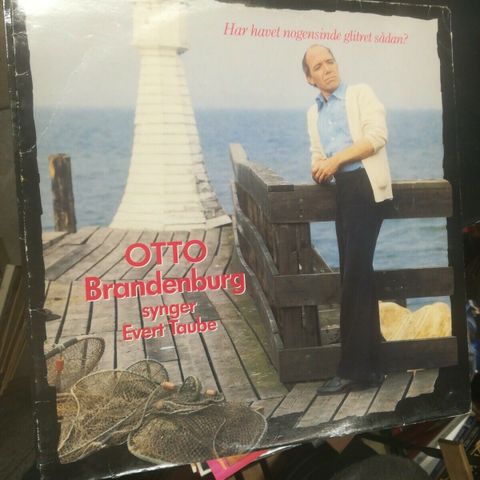 Har havet nogensinde glitret sådan?
OTTO
Brandenburg
synger
Evert Taube